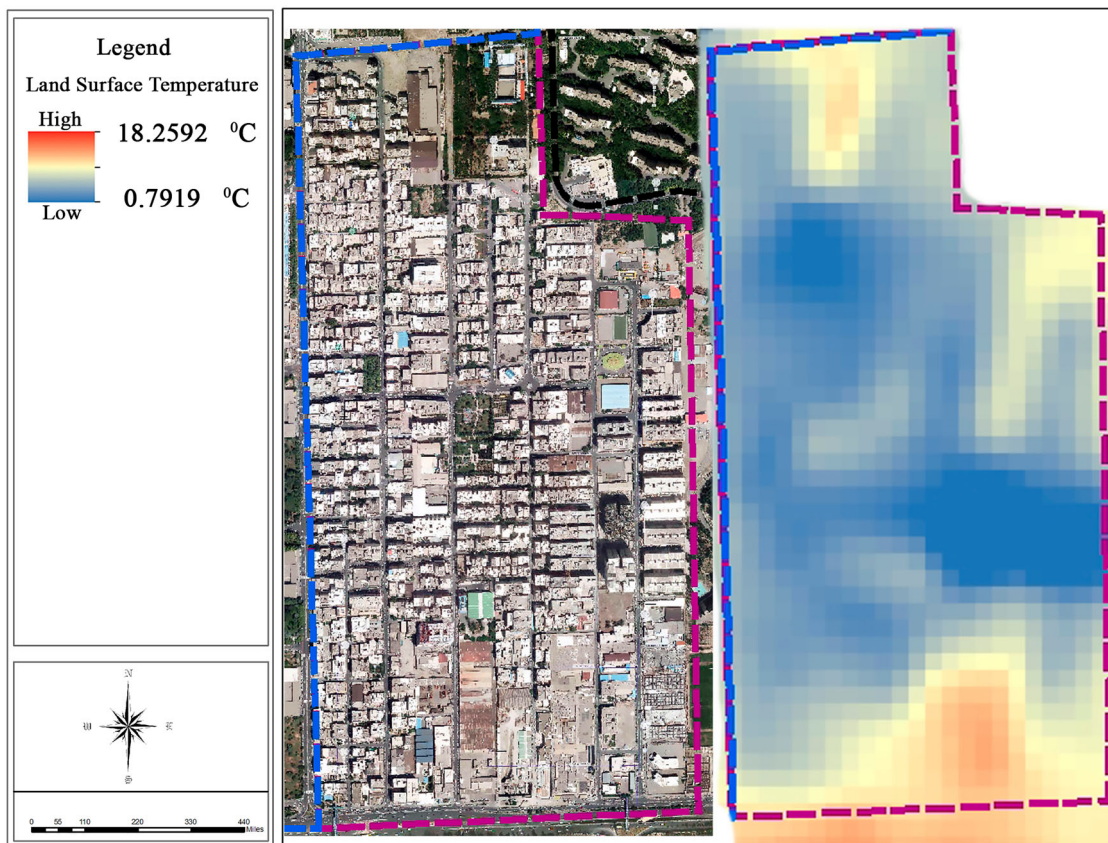 Legend
Land Surface Temperature
High
18.2592 ⁰C
0.7919 ⁰C
Low
N
W
E
S
0 55 110 220 330 440
Miles